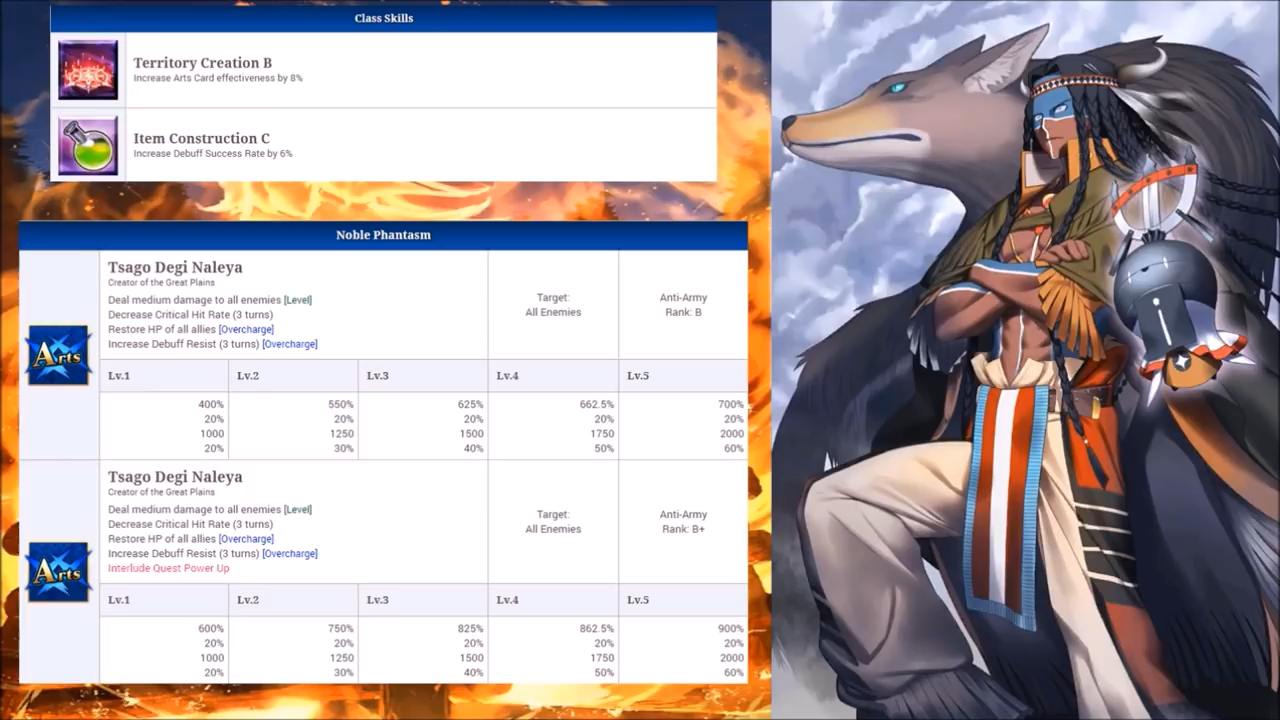 Class Skills
Territory Creation B
Increase Arts Card effectiveness by 8%
Item Construction C
Increase Debuff Success Rate by 6%
Noble Phantasm
Tsago Degi Naleya
Creator of the Great Plains
Deal medium damage to all enemies [Level]
Decrease Critical Hit Rate (3 turns)
Restore HP of all allies [Overcharge]
Increase Debuff Resist (3 turns) [Overcharge]
Target:
All Enemies
Anti-Army
Rank: B
Arts
Lv.1 Lv.2 Lv.3 Lv.4 Lv.5
400% 550% 625% 662.5% 700%
20% 20% 20% 20% 20%
1000 1250 1500 1750 2000
20% 30% 40% 50% 60%
Tsago Degi Naleya
Creator of the Great Plains
Deal medium damage to all enemies [Level]
Decrease Critical Hit Rate (3 turns)
Restore HP of all allies [Overcharge]
Increase Debuff Resist (3 turns) [Overcharge]
Interlude Quest Power Up
Target:
All Enemies
Anti-Army
Rank: B+
Arts
Lv.1 Lv.2 Lv.3 Lv.4 Lv.5
600% 750% 825% 862.5% 900%
20% 20% 20% 20% 20%
1000 1250 1500 1750 2000
20% 30% 40% 50% 60%